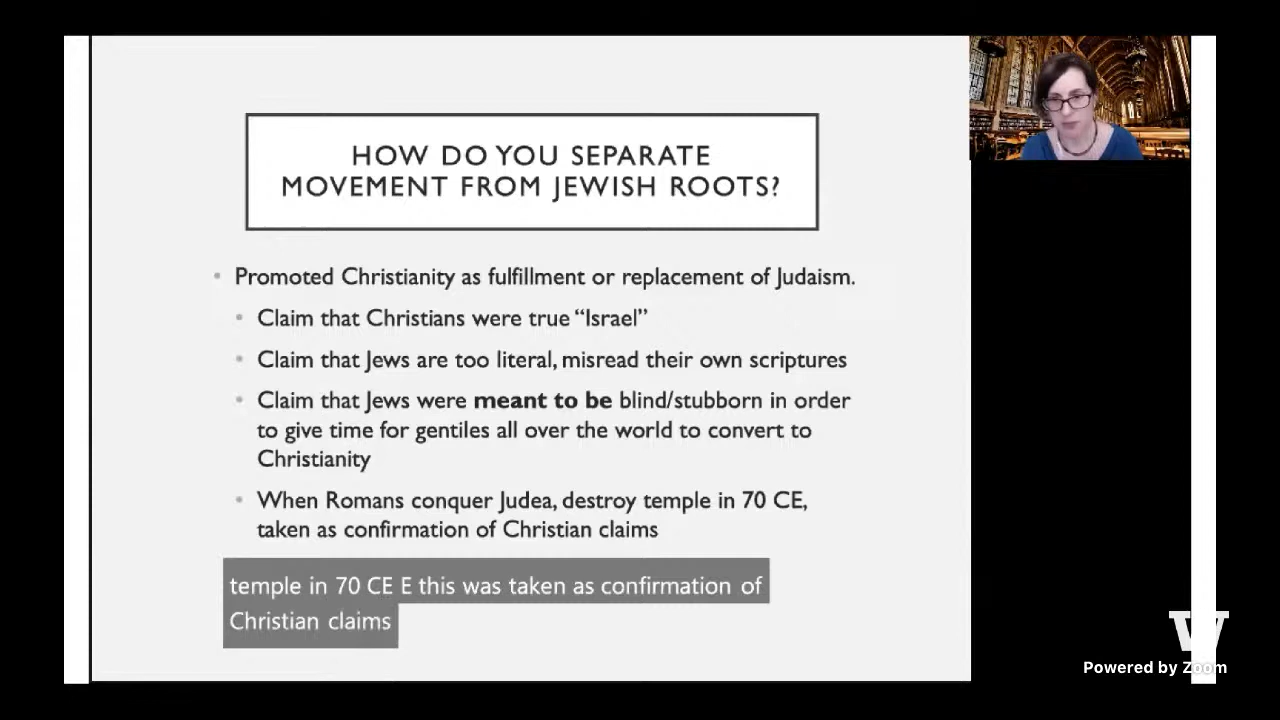 HOW DO YOU SEPARATE
MOVEMENT FROM JEWISH ROOTS?
• Promoted Christianity as fulfillment or replacement of Judaism.
• Claim that Christians were true “Israel”
• Claim that Jews are too literal, misread their own scriptures
• Claim that Jews were meant to be blind/stubborn in order
to give time for gentiles all over the world to convert to
Christianity
• When Romans conquer Judea, destroy temple in 70 CE,
taken as confirmation of Christian claims
temple in 70 CE E this was taken as confirmation of
Christian claims
W
Powered by Zoom